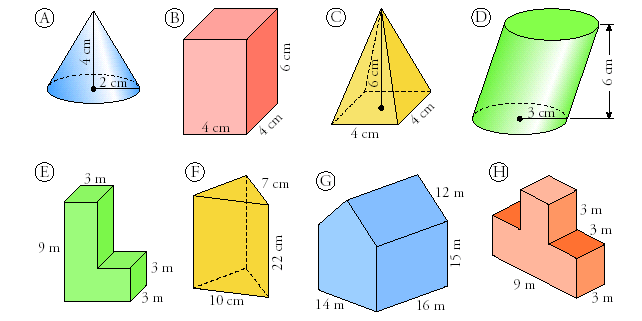 A
4 cm
2 cm
B
6 cm
4 cm
4 cm
C
6 cm
4 cm
4 cm
D
6 cm
3 cm
E
3 m
9 m
3 m
3 m
F
7 cm
22 cm
10 cm
G
12 m
15 m
14 m
16 m
H
3 m
3 m
9 m
3 m